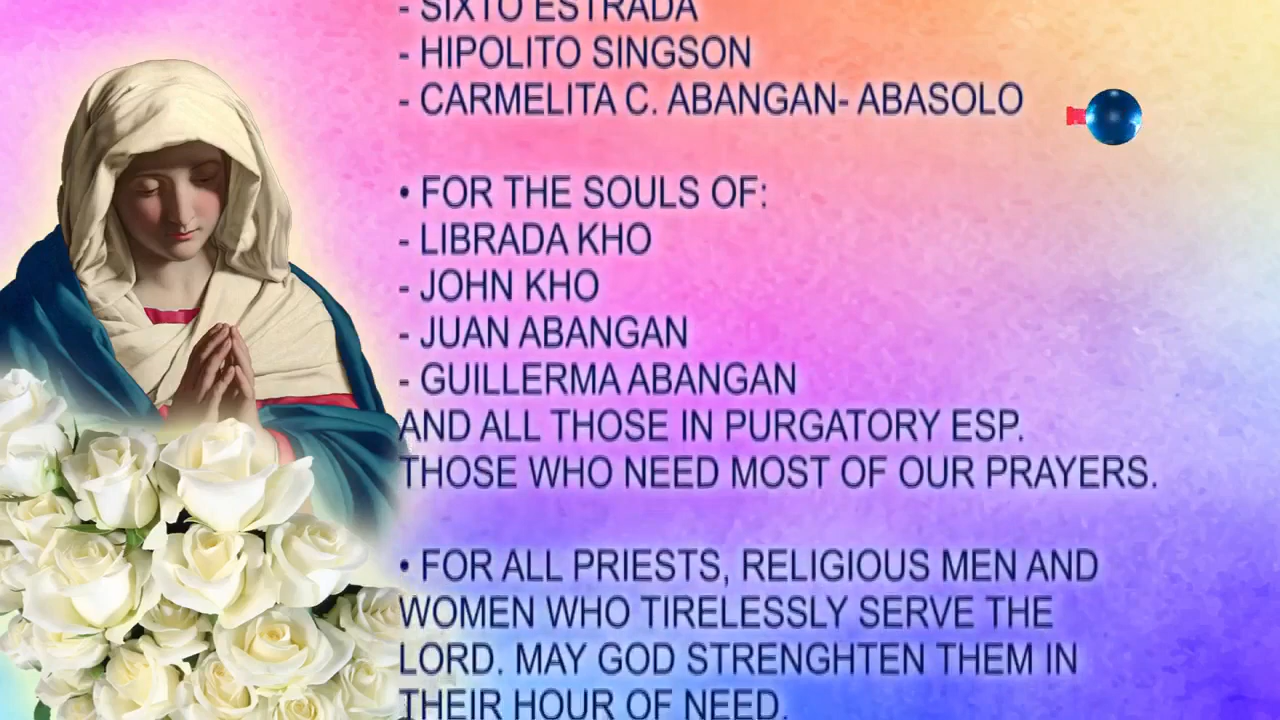 - SIXTO ESTRADA
- HIPOLITO SINGSON
- CARMELITA C. ABANGAN- ABASOLO
• FOR THE SOULS OF:
- LIBRADA KHO
- JOHN KHO
- JUAN ABANGAN
- GUILLERMA ABANGAN
AND ALL THOSE IN PURGATORY ESP.
THOSE WHO NEED MOST OF OUR PRAYERS.
• FOR ALL PRIESTS, RELIGIOUS MEN AND
WOMEN WHO TIRELESSLY SERVE THE
LORD. MAY GOD STRENGHTEN THEM IN
THEIR HOUR OF NEED.